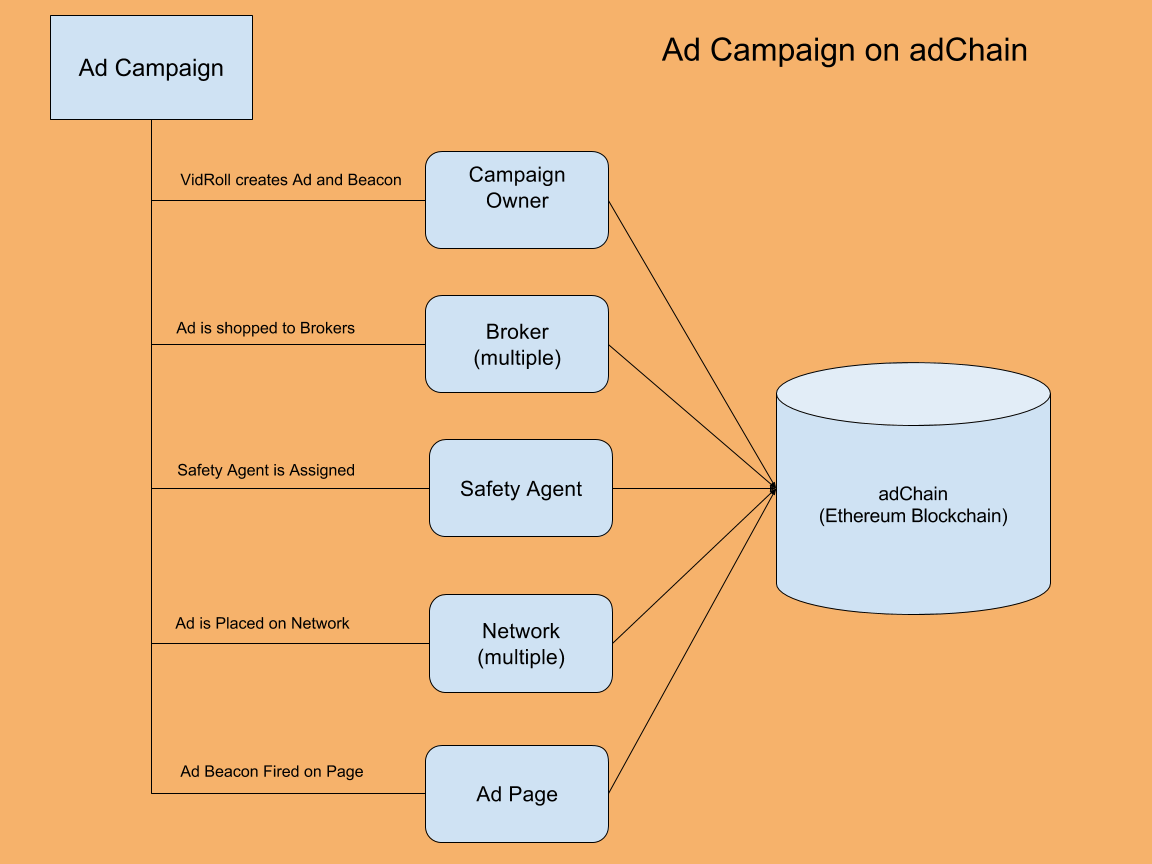 Ad Campaign
Ad Campaign on adChain
VidRoll creates Ad and Beacon
Campaign
Owner
Ad is shopped to Brokers
Broker
(multiple)
Safety Agent is Assigned
Safety Agent
adChain
(Ethereum Blockchain)
Ad is Placed on Network
Network
(multiple)
Ad Beacon Fired on Page
Ad Page